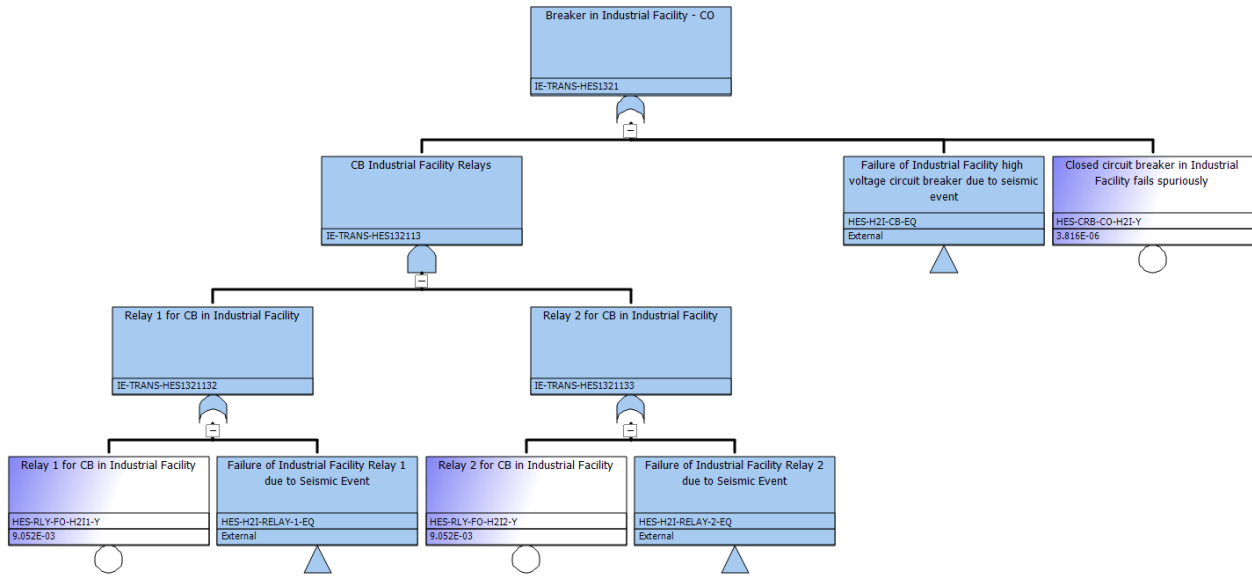 Breaker in Industrial Facility - CO
IE-TRANS-HES1321
CB Industrial Facility Relays
IE-TRANS-HES132113
Failure of Industrial Facility high
voltage circuit breaker due to seismic
event
HES-H2I-CB-EQ
External
Closed circuit breaker in Industrial
Facility fails spuriously
HES-CRB-CO-H2I-Y
3.816E-06
Relay 1 for CB in Industrial Facility
IE-TRANS-HES1321132
Relay 2 for CB in Industrial Facility
IE-TRANS-HES1321133
Relay 1 for CB in Industrial Facility
HES-RLY-FO-H2I1-Y
9.052E-03
Failure of Industrial Facility Relay 1
due to Seismic Event
HES-H2I-RELAY-1-EQ
External
Relay 2 for CB in Industrial Facility
HES-RLY-FO-H2I2-Y
9.052E-03
Failure of Industrial Facility Relay 2
due to Seismic Event
HES-H2I-RELAY-2-EQ
External